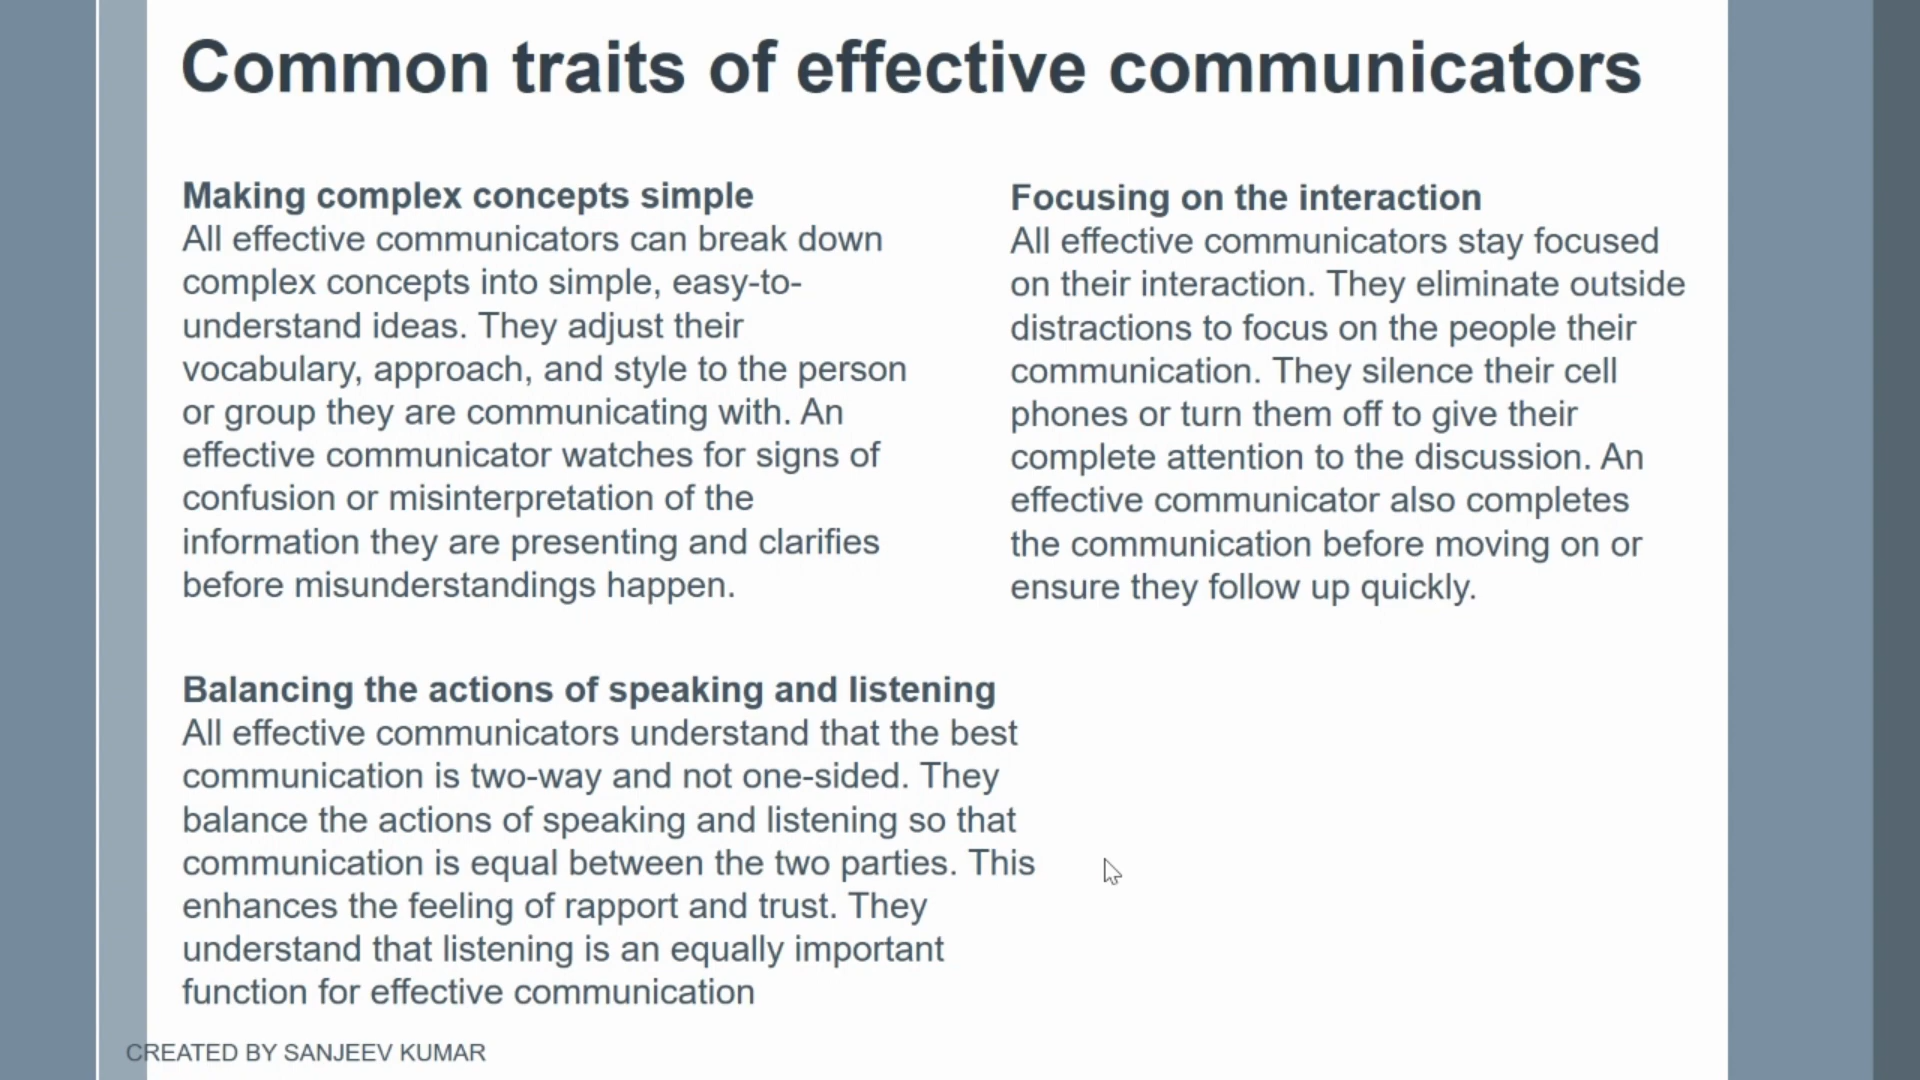 Common traits of effective communicators
Making complex concepts simple
All effective communicators can break down
complex concepts into simple, easy-to-
understand ideas. They adjust their
vocabulary, approach, and style to the person
or group they are communicating with. An
effective communicator watches for signs of
confusion or misinterpretation of the
information they are presenting and clarifies
before misunderstandings happen.
Focusing on the interaction
All effective communicators stay focused
on their interaction. They eliminate outside
distractions to focus on the people their
communication. They silence their cell
phones or turn them off to give their
complete attention to the discussion. An
effective communicator also completes
the communication before moving on or
ensure they follow up quickly.
Balancing the actions of speaking and listening
All effective communicators understand that the best
communication is two-way and not one-sided. They
balance the actions of speaking and listening so that
communication is equal between the two parties. This
enhances the feeling of rapport and trust. They
understand that listening is an equally important
function for effective communication
CREATED BY SANJEEV KUMAR